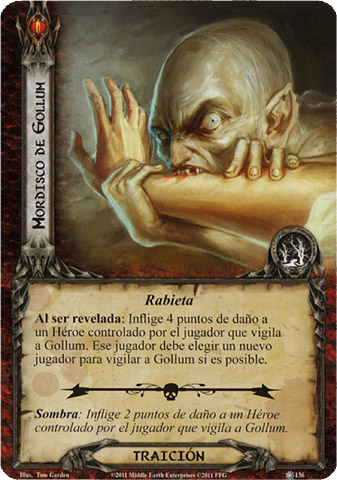 MORDISCO DE GOLLUM
Rabieta
Al ser revelada: Inflige 4 puntos de daño a
un Héroe controlado por el jugador que vigila
a Gollum. Ese jugador debe elegir un nuevo
jugador para vigilar a Gollum si es posible.
Sombra: Inflige 2 puntos de daño a un Héroe
controlado por el jugador que vigila a Gollum.
TRAICIÓN
Illus. Tom Garden ©2011 Middle Earth Enterprises ©2011 FFG 136